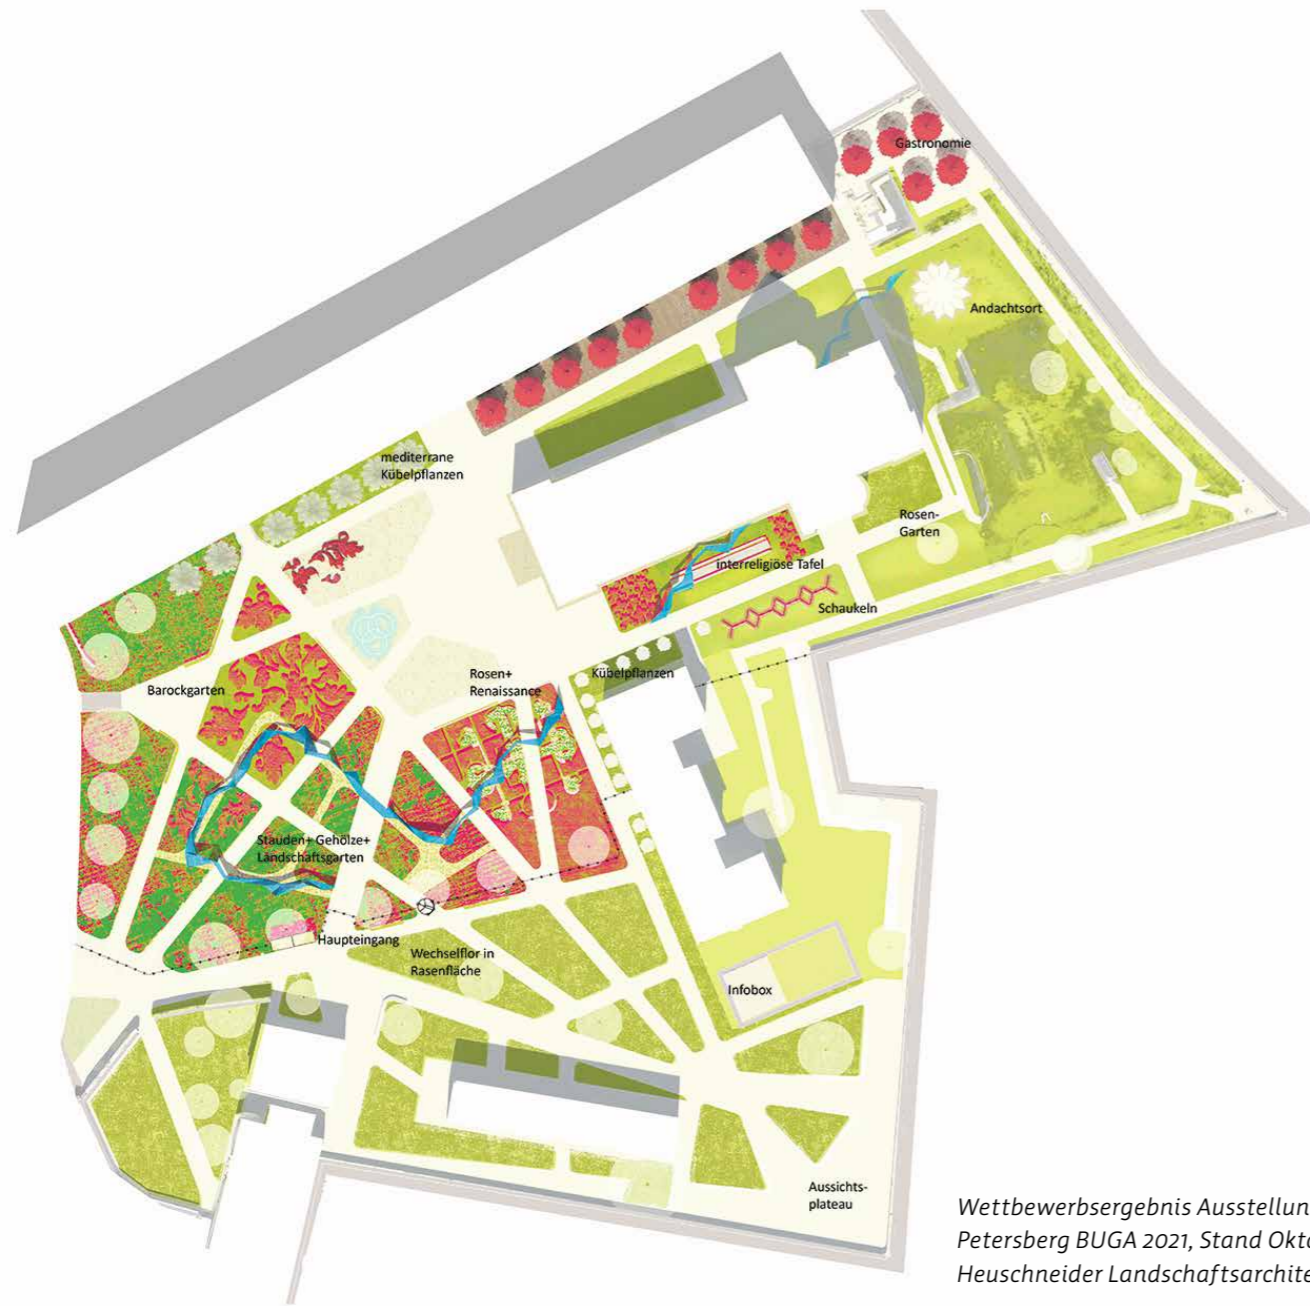 Gastronomie
Andachtsort
mediterrane
Kübelpflanzen
Rosen-
Garten
interreligiöse Tafel
Schaukeln
Rosen+
Renaissance
Kübelpflanzen
Barockgarten
Stauden+ Gehölze+
Landschaftsgarten
Haupteingang
Wechselflor in
Rasenfläche
Infobox
Aussichts-
plateau
Wettbewerbsergebnis Ausstellun
Petersberg BUGA 2021, Stand Okto
Heuschneider Landschaftsarchite